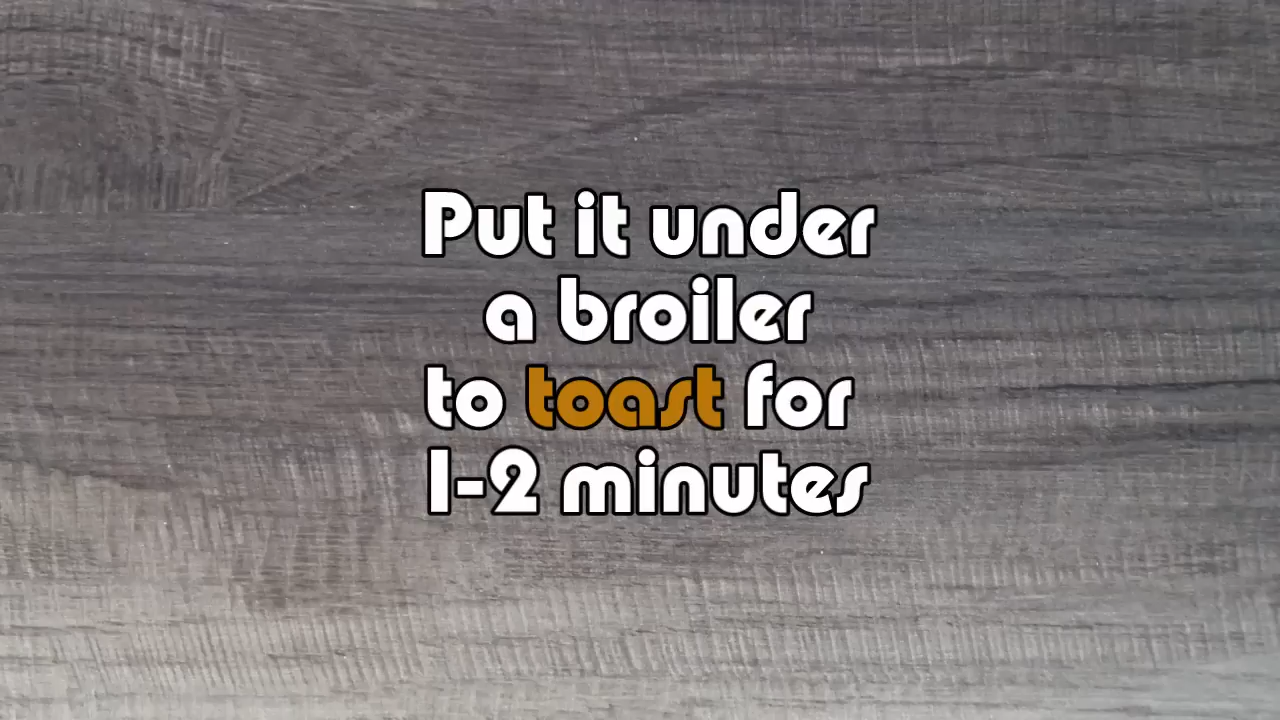 Put it under
a broiler
to toast for
1-2 minutes